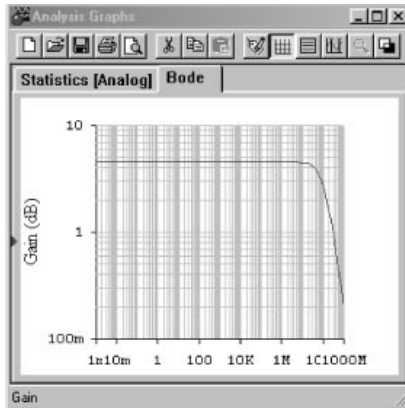 Analysis Graphs
Statistics [Analog] Bode
10
1
100m
Gain (dB)
1m10m 1 100 10K 1M 1C1000M
Gain